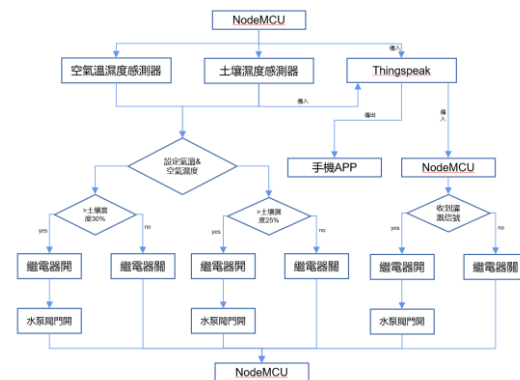 NodeMCU
傳入
空氣溫濕度感測器
土壤濕度感測器
Thingspeak
傳入
傳出
傳入
設定氣溫&
空氣濕度
手機APP
NodeMCU
>土壤濕
度30%
>土壤濕
度25%
收到灌
溉信號
yes
no
yes
no
yes
no
繼電器開
繼電器關
繼電器開
繼電器關
繼電器開
繼電器關
水泵閥門開
水泵閥門開
水泵閥門開
NodeMCU